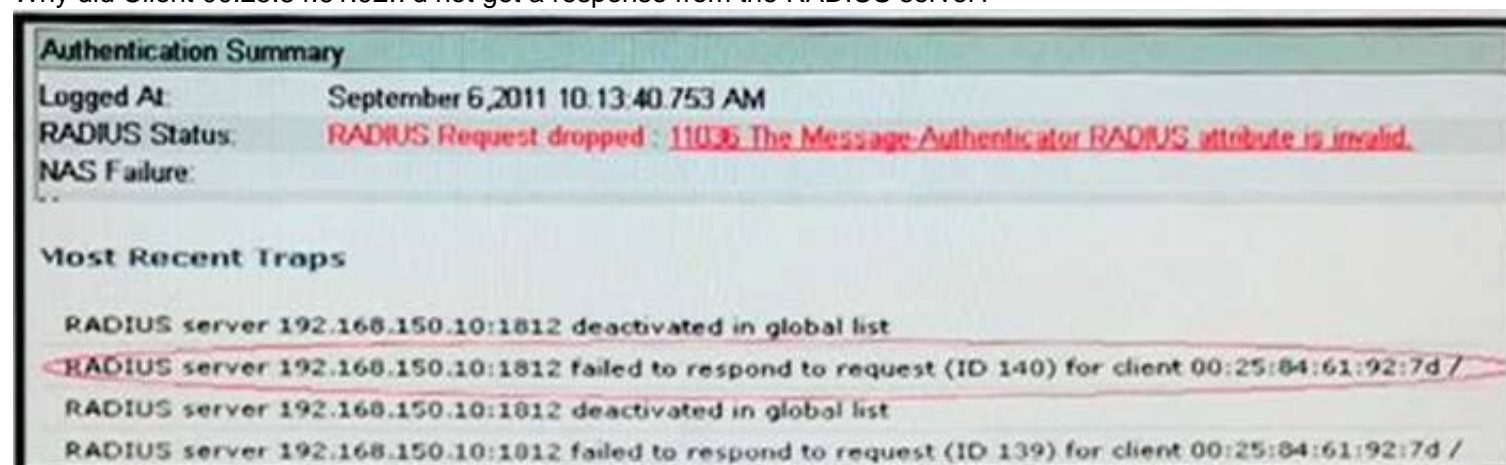 Authentication Summary
Logged At: September 6,2011 10:13:40.753 AM
RADIUS Status: RADIUS Request dropped : 11036 The Message-Authenticator RADIUS attribute is invalid.
NAS Failure:
Most Recent Traps
RADIUS server 192.168.150.10:1812 deactivated in global list
RADIUS server 192.168.150.10:1812 failed to respond to request (ID 140) for client 00:25:84:61:92:7d /
RADIUS server 192.168.150.10:1812 deactivated in global list
RADIUS server 192.168.150.10:1812 failed to respond to request (ID 139) for client 00:25:84:61:92:7d /